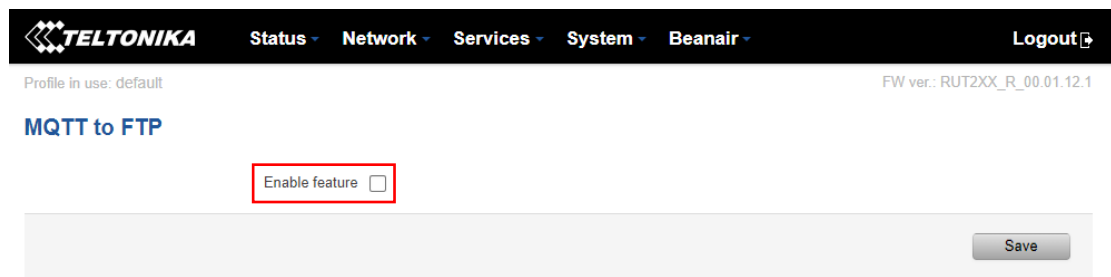 TELTONIKA Status Network Services System Beanair Logout
Profile in use: default FW ver.: RUT2XX_R_00.01.12.1
MQTT to FTP
Enable feature
Save